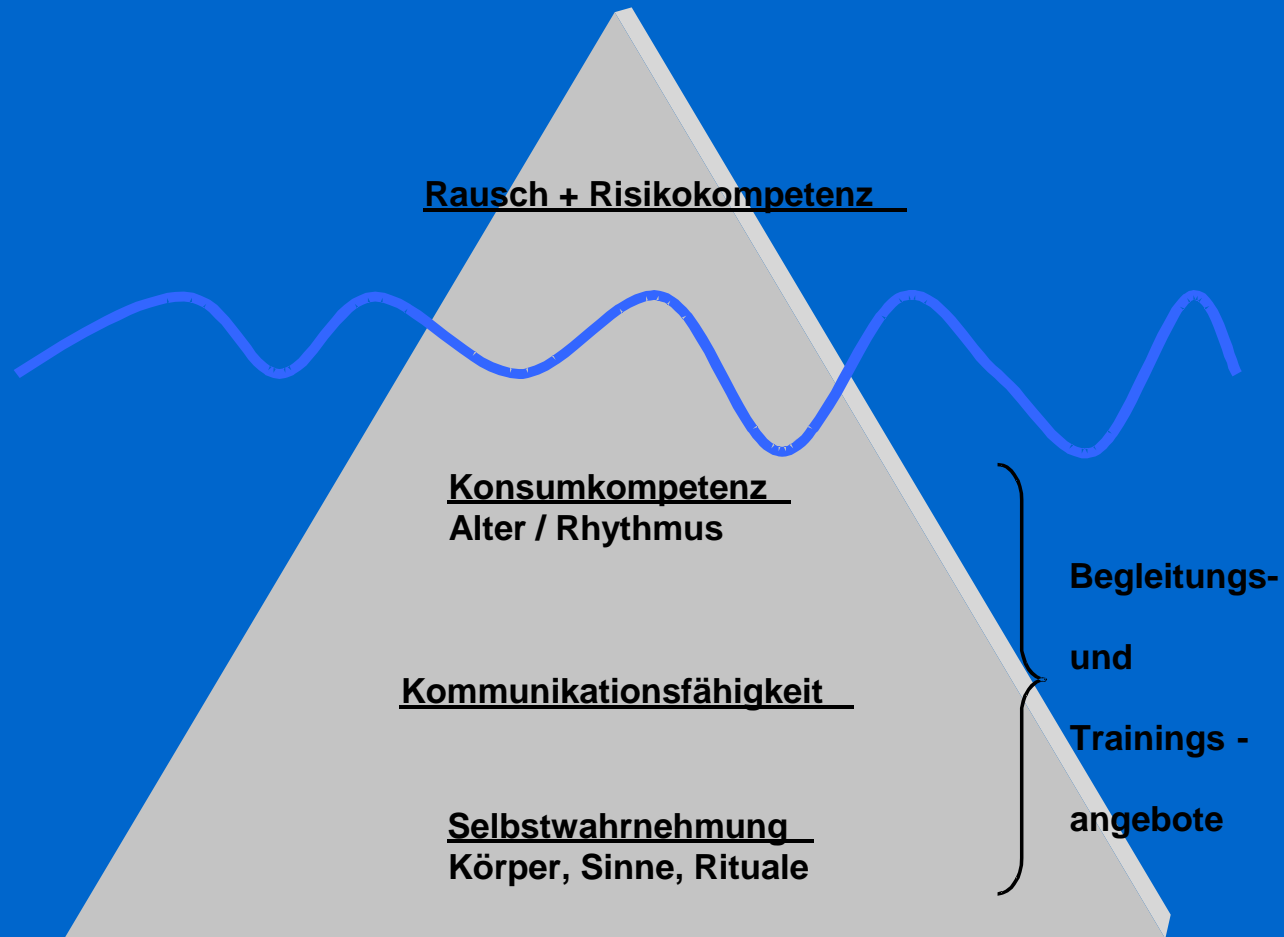 Rausch + Risikokompetenz
Konsumkompetenz
Alter / Rhythmus
Kommunikationsfähigkeit
Selbstwahrnehmung
Körper, Sinne, Rituale
Begleitungs-
und
Trainings -
angebote